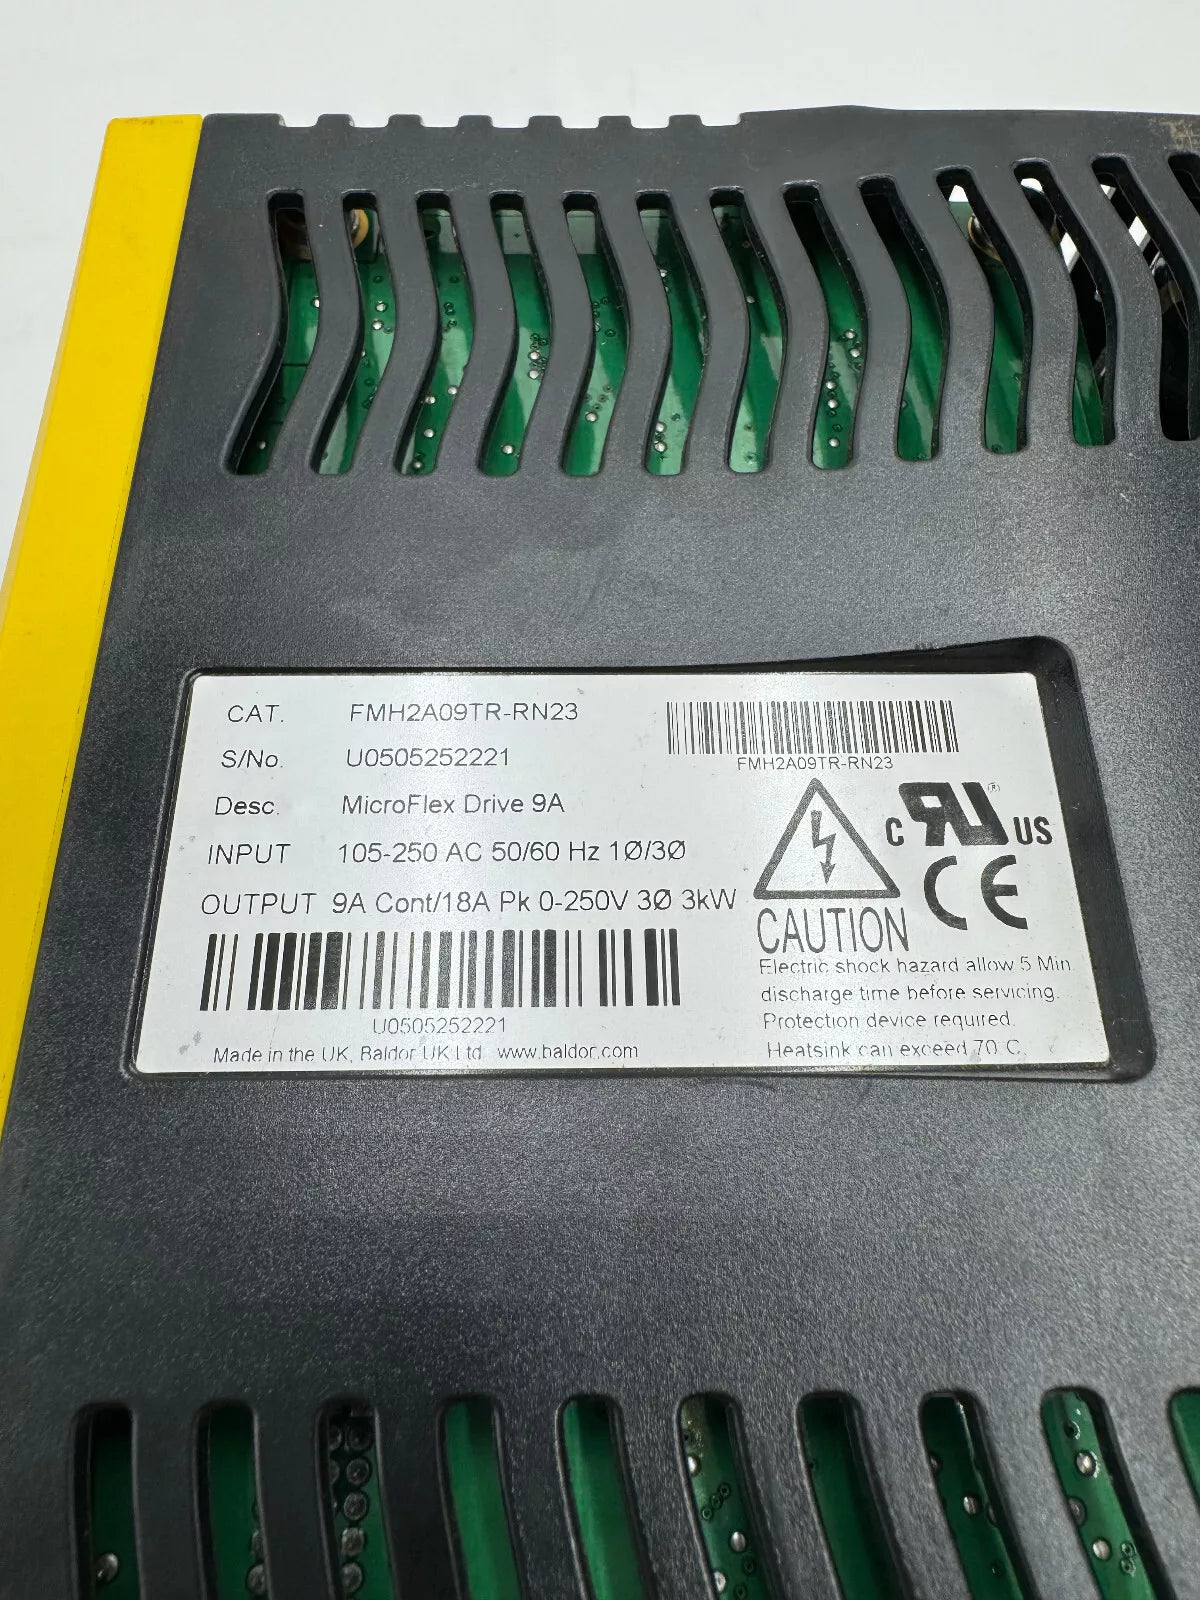 CAT. FMH2A09TR-RN23
S/No. U0505252221
Desc. MicroFlex Drive 9A
INPUT 105-250 AC 50/60 Hz 1Ø/3Ø
OUTPUT 9A Cont/18A Pk 0-250V 3Ø 3kW
U0505252221
Made in the UK, Baldor UK Ltd www.baldor.com
FMH2A09TR-RN23
c RU ® US
CE
CAUTION
Electric shock hazard allow 5 Min.
discharge time before servicing.
Protection device required.
Heatsink can exceed 70 C.